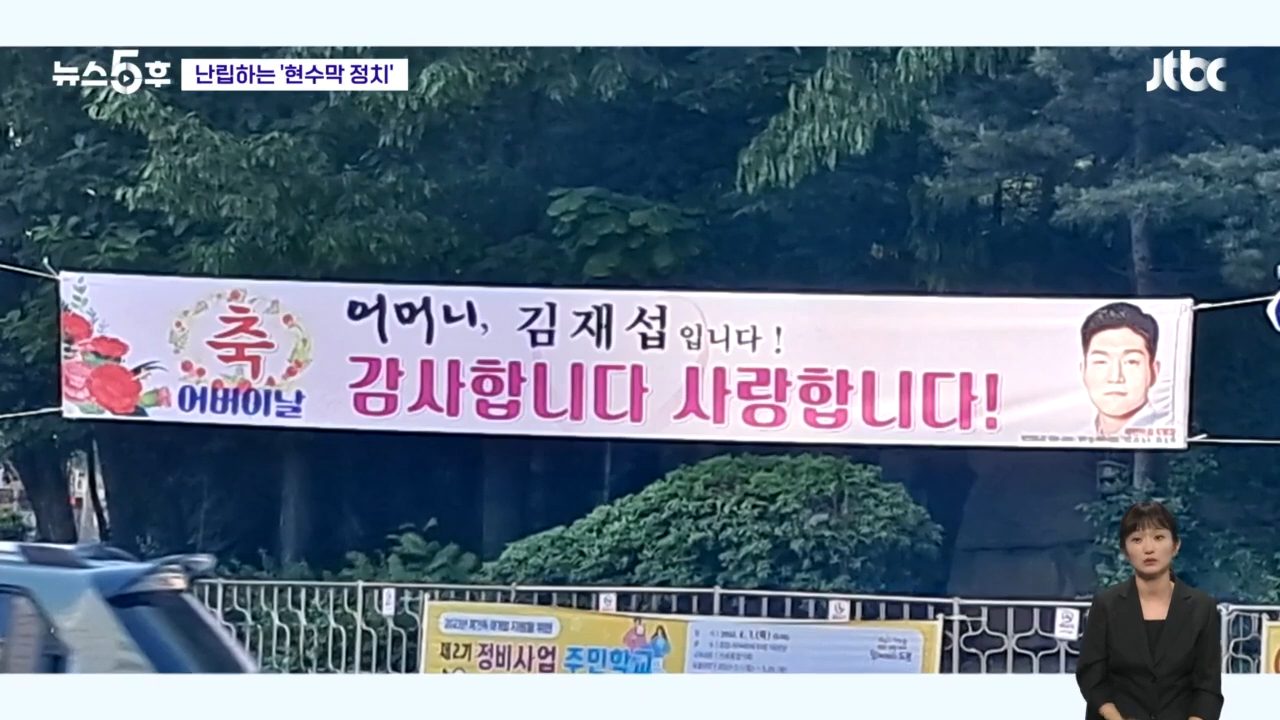 뉴스5후 난립하는 '현수막 정치'
jtbc
축
어버이날
어머니, 김재섭입니다!
감사합니다 사랑합니다!
제2기 정비사업 주민학교